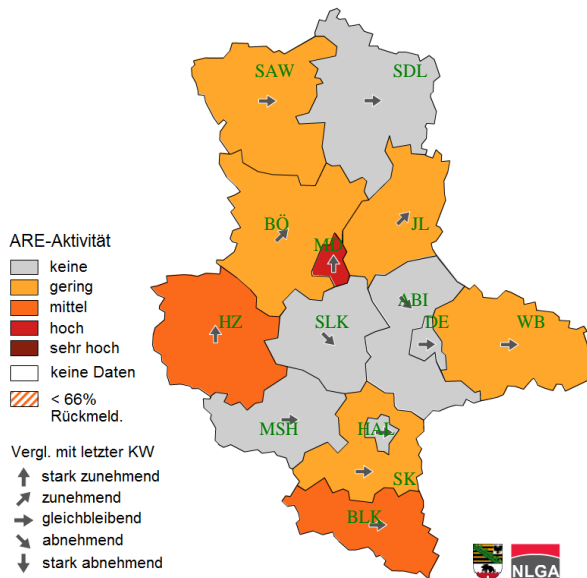 SAW
SDL
BÖ
JL
MD
ARE-Aktivität
keine
gering
mittel
hoch
sehr hoch
keine Daten
< 66%
Rückmeld.
HZ
SLK
ABI
DE
WB
MSH
HAL
SK
BLK
Vergl. mit letzter KW
stark zunehmend
zunehmend
gleichbleibend
abnehmend
stark abnehmend
NLGA